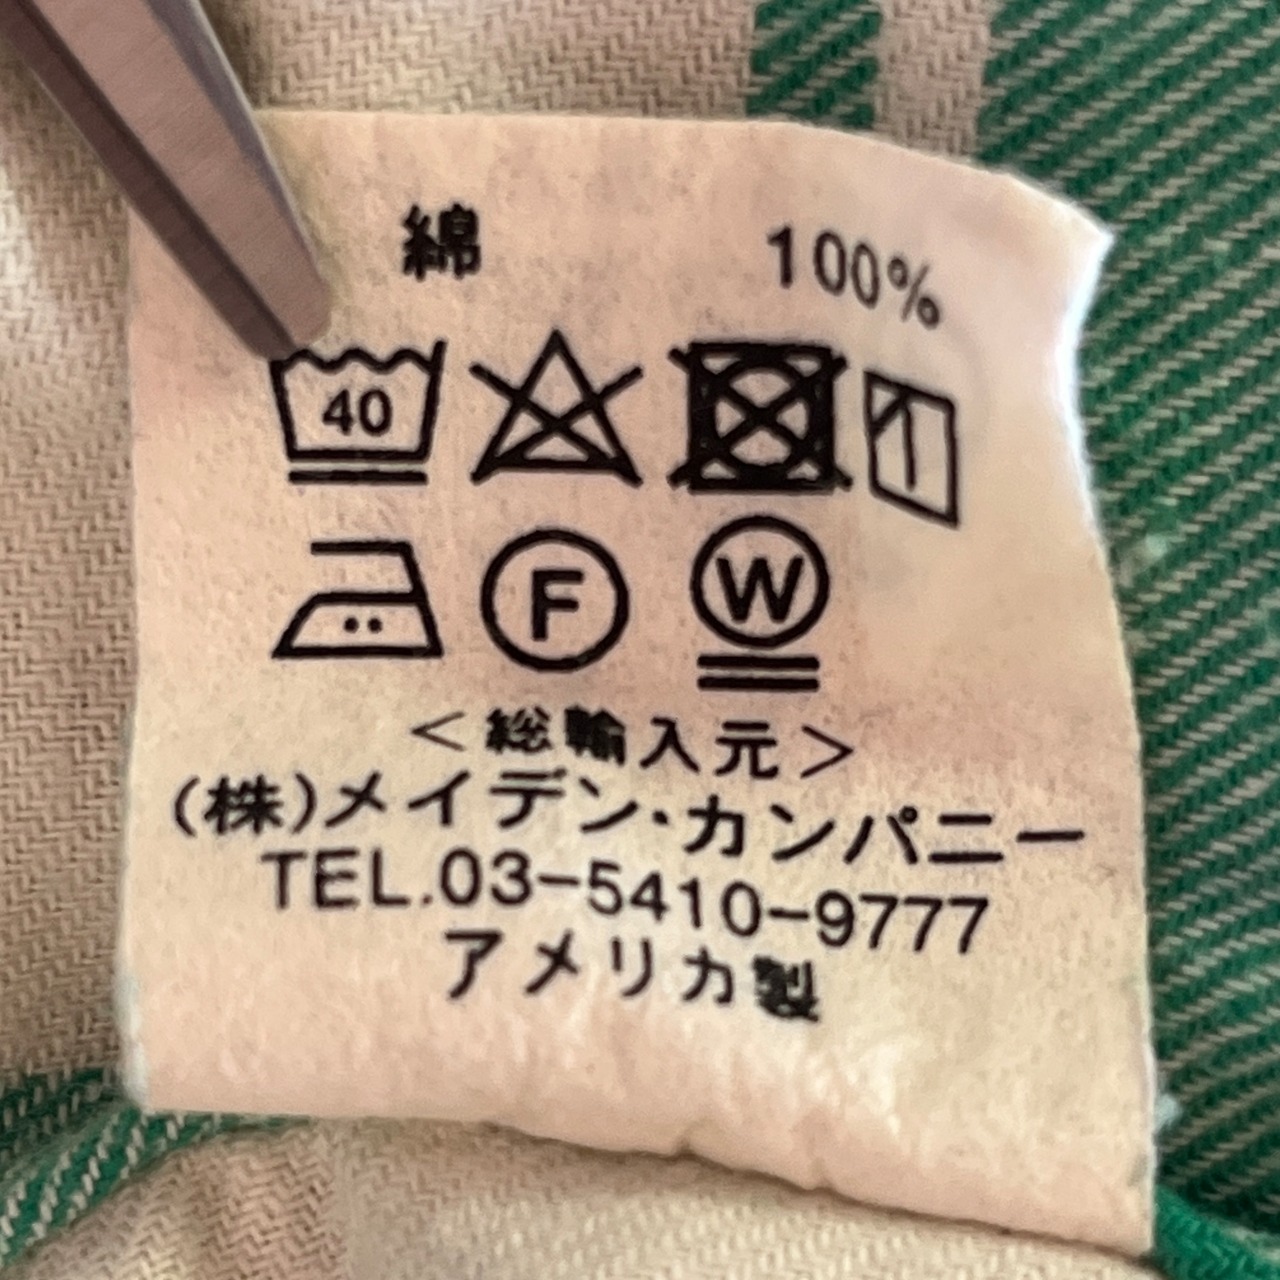 綿 100%
40
F W
<総輸入元>
(株)メイデン・カンパニー
TEL.03-5410-9777
アメリカ製